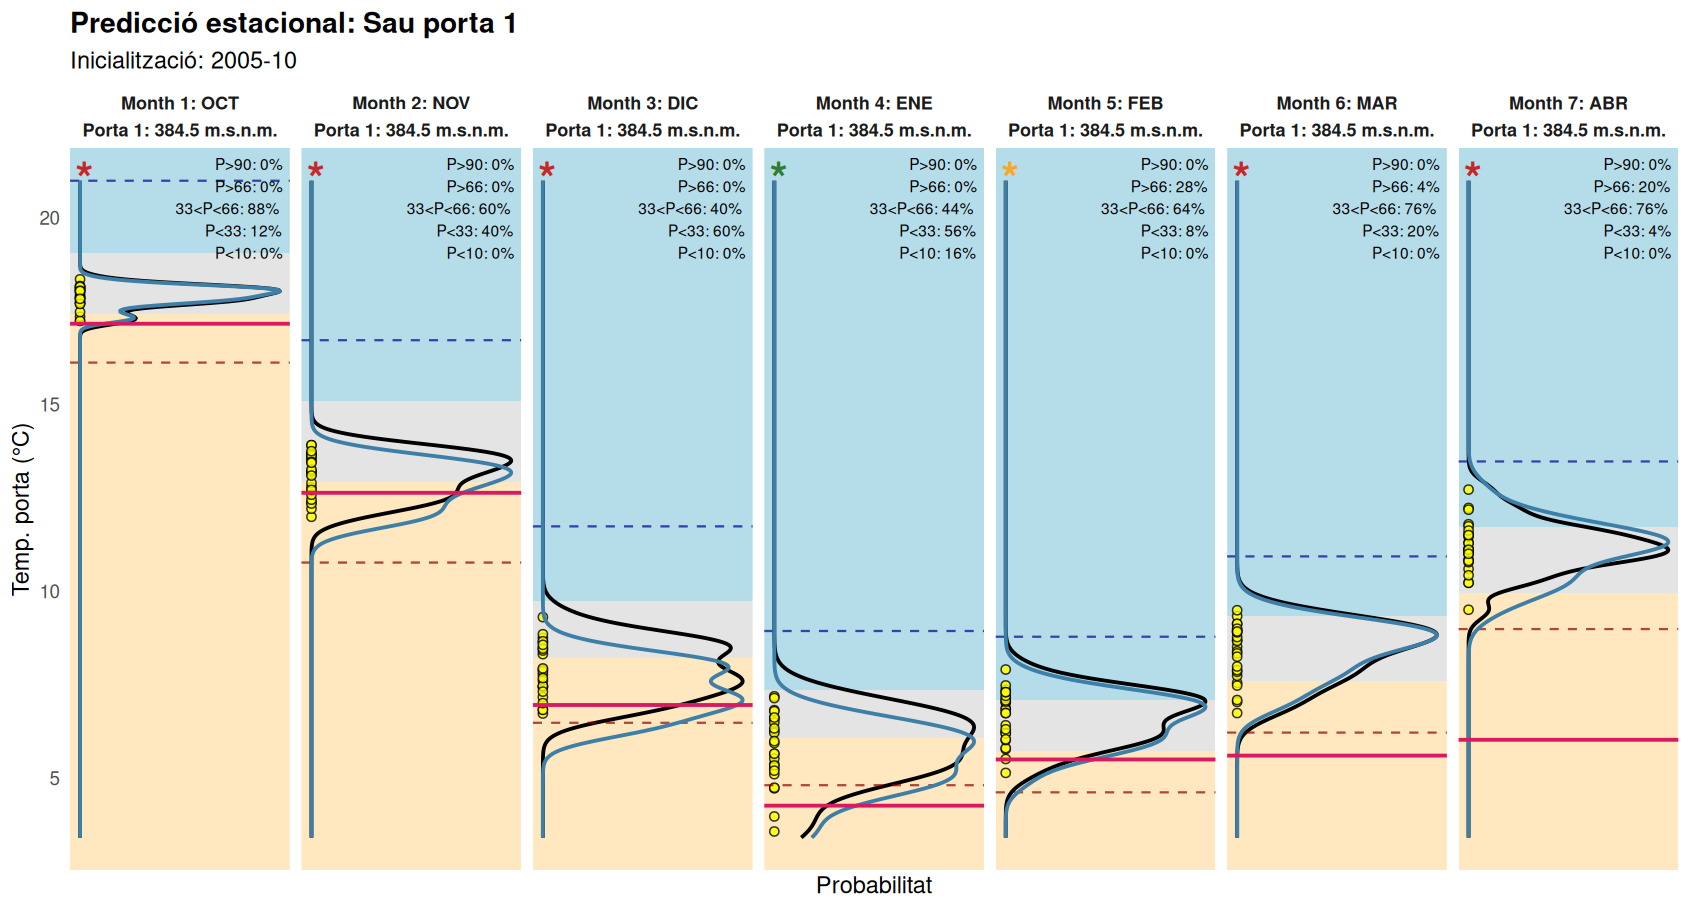 Predicció estacional: Sau porta 1
Inicialització: 2005-10
Month 1: OCT
Porta 1: 384.5 m.s.n.m.
Month 2: NOV
Porta 1: 384.5 m.s.n.m.
Month 3: DIC
Porta 1: 384.5 m.s.n.m.
Month 4: ENE
Porta 1: 384.5 m.s.n.m.
Month 5: FEB
Porta 1: 384.5 m.s.n.m.
Month 6: MAR
Porta 1: 384.5 m.s.n.m.
Month 7: ABR
Porta 1: 384.5 m.s.n.m.
*
P>90: 0%
P>66: 0%
33<P<66: 88%
P<33: 12%
P<10: 0%
*
P>90: 0%
P>66: 0%
33<P<66: 60%
P<33: 40%
P<10: 0%
*
P>90: 0%
P>66: 0%
33<P<66: 40%
P<33: 60%
P<10: 0%
*
P>90: 0%
P>66: 0%
33<P<66: 44%
P<33: 56%
P<10: 16%
*
P>90: 0%
P>66: 28%
33<P<66: 64%
P<33: 8%
P<10: 0%
*
P>90: 0%
P>66: 4%
33<P<66: 76%
P<33: 20%
P<10: 0%
*
P>90: 0%
P>66: 20%
33<P<66: 76%
P<33: 4%
P<10: 0%
Temp. porta (°C)
20
15
10
5
Probabilitat